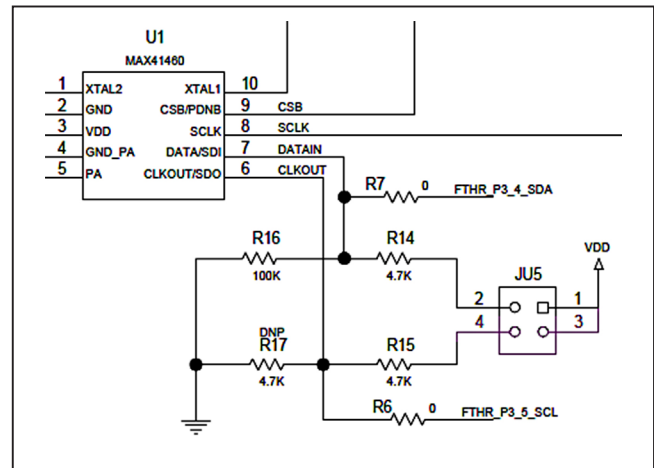 U1
MAX41460
1 XTAL2 XTAL1 10
2 GND CSB/PDNB 9 CSB
3 VDD SCLK 8 SCLK
4 GND_PA DATA/SDI 7 DATAIN
5 PA CLKOUT/SDO 6 CLKOUT
R7 0 FTHR_P3_4_SDA
R16 R14 VDD
100K 4.7K JU5
2 1
4 3
DNP
R17 R15
4.7K 4.7K
R6 0 FTHR_P3_5_SCL